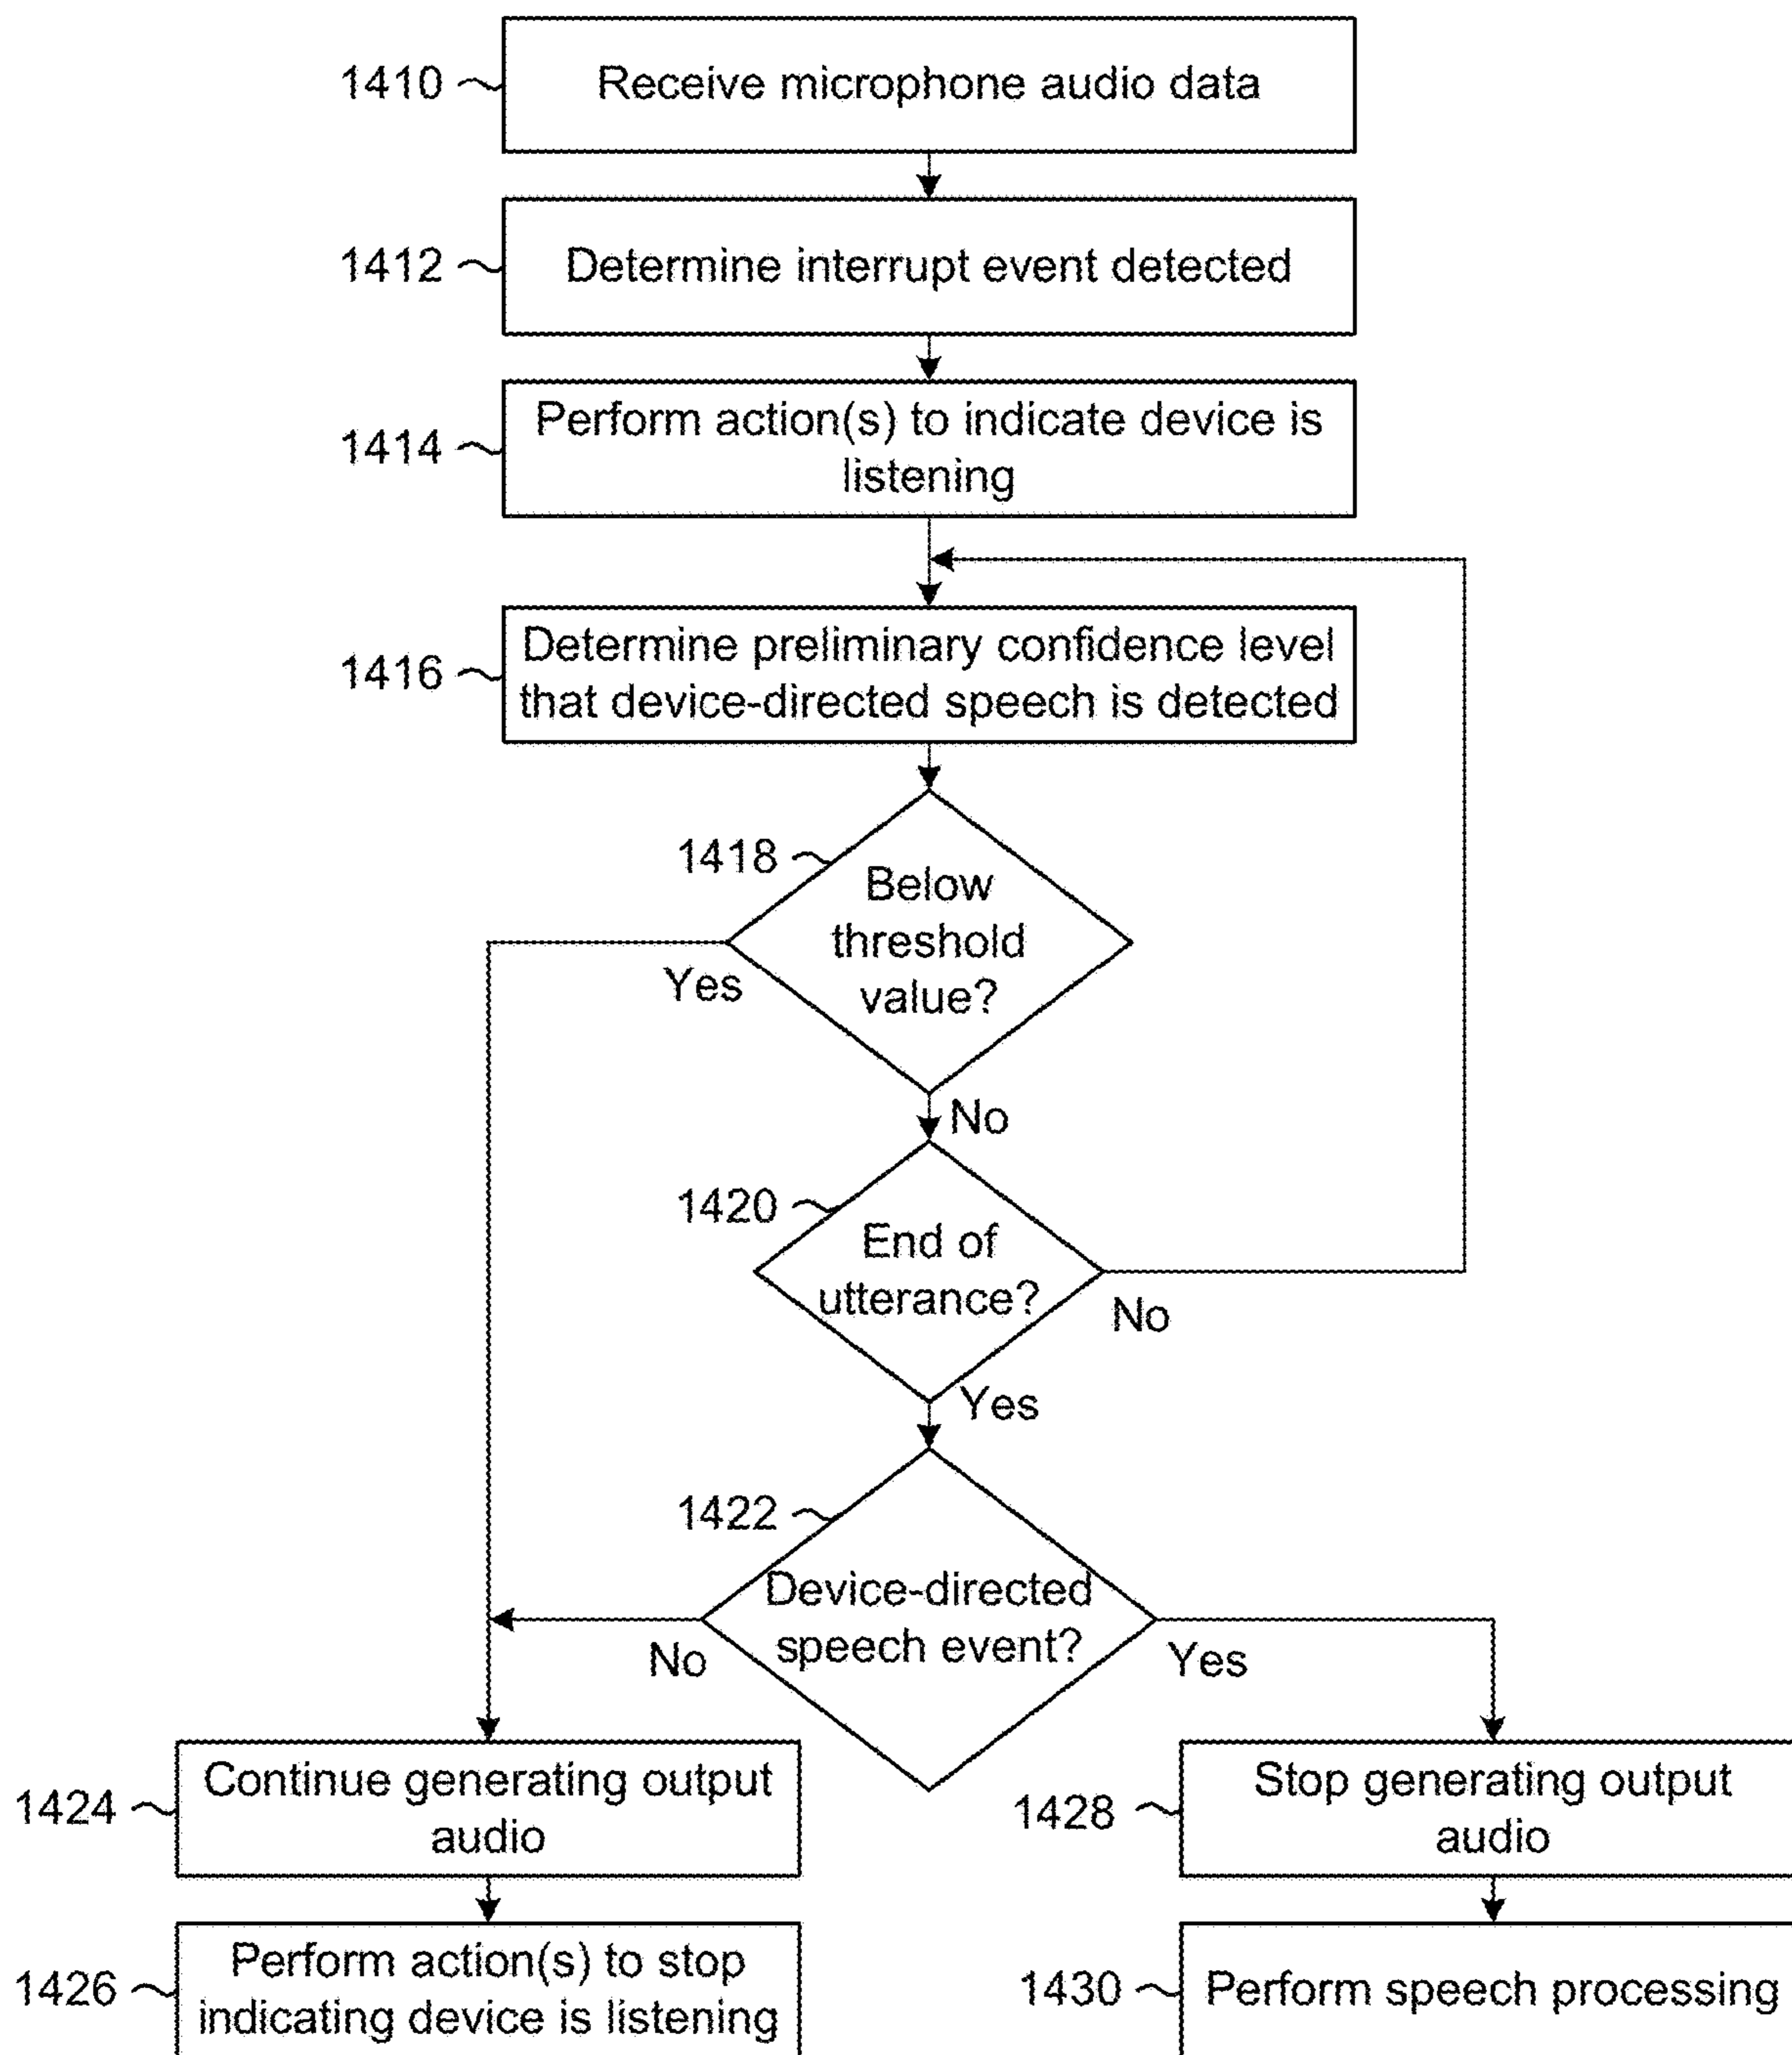 1410
Receive microphone audio data
1412
Determine interrupt event detected
1414
Perform action(s) to indicate device is
listening
1416
Determine preliminary confidence level
that device-directed speech is detected
1418
Below
threshold
value?
Yes
No
1420
End of
utterance?
No
Yes
1422
Device-directed
speech event?
No
Yes
1424
Continue generating output
audio
1428
Stop generating output
audio
1426
Perform action(s) to stop
indicating device is listening
1430
Perform speech processing